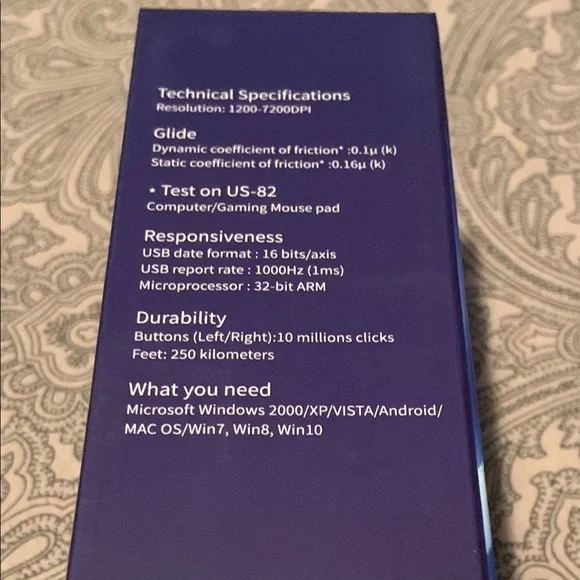 Technical Specifications
Resolution: 1200-7200DPI
Glide
Dynamic coefficient of friction* :0.1µ (k)
Static coefficient of friction* :0.16µ (k)
* Test on US-82
Computer/Gaming Mouse pad
Responsiveness
USB date format : 16 bits/axis
USB report rate : 1000Hz (1ms)
Microprocessor : 32-bit ARM
Durability
Buttons (Left/Right):10 millions clicks
Feet: 250 kilometers
What you need
Microsoft Windows 2000/XP/VISTA/Android/
MAC OS/Win7, Win8, Win10